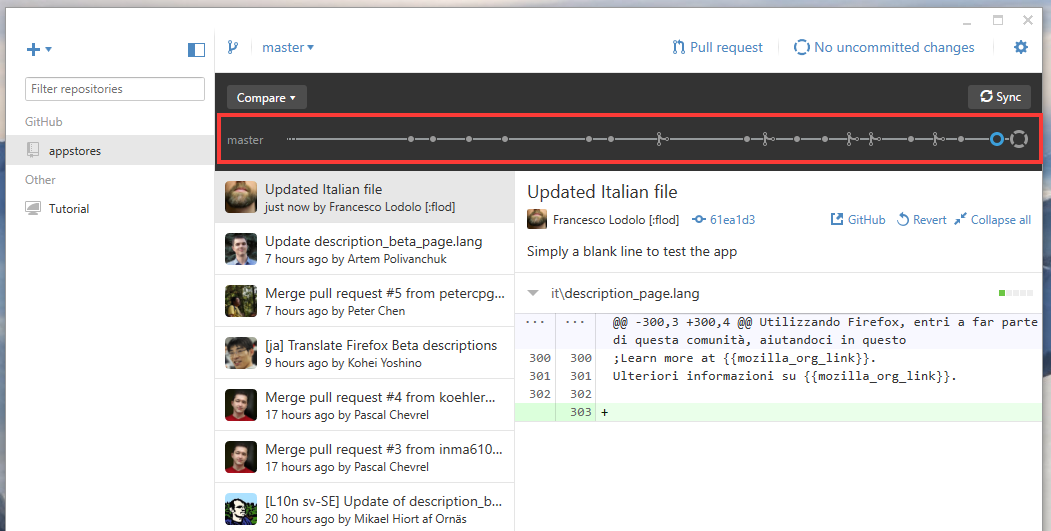 master
Pull request
No uncommitted changes
Filter repositories
GitHub
appstores
Other
Tutorial
Compare
Sync
master
Updated Italian file
just now by Francesco Lodolo [:flod]
Update description_beta_page.lang
7 hours ago by Artem Polivanchuk
Merge pull request #5 from petercpg...
7 hours ago by Peter Chen
[ja] Translate Firefox Beta descriptions
9 hours ago by Kohei Yoshino
Merge pull request #4 from koehler...
17 hours ago by Pascal Chevrel
Merge pull request #3 from inma610...
17 hours ago by Pascal Chevrel
[L10n sv-SE] Update of description_b...
20 hours ago by Mikael Hiort af Ornäs
Updated Italian file
Francesco Lodolo [:flod]
61ea1d3
GitHub
Revert
Collapse all
Simply a blank line to test the app
it\description_page.lang
... ... @@ -300,3 +300,4 @@ Utilizzando Firefox, entri a far parte
di questa comunità, aiutandoci in questo
300 300 ;Learn more at {{mozilla_org_link}}.
301 301 Ulteriori informazioni su {{mozilla_org_link}}.
302 302
303 +